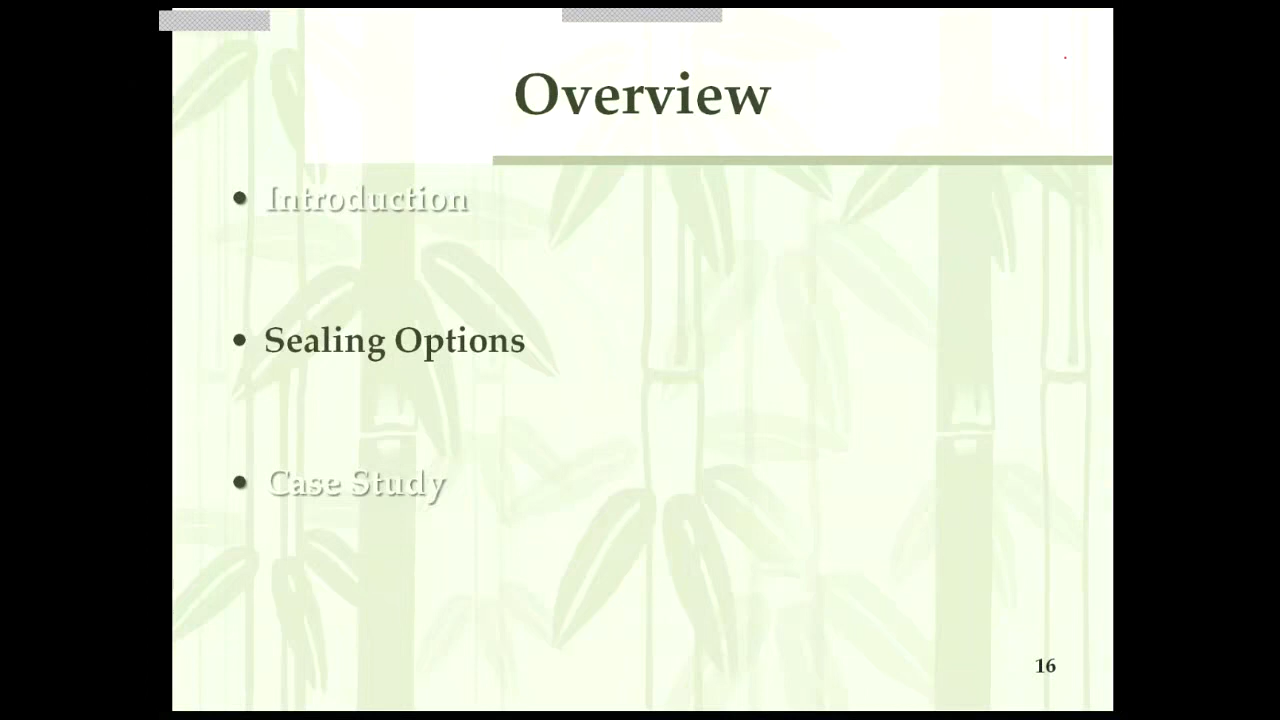 Overview
• Introduction
• Sealing Options
• Case Study
16